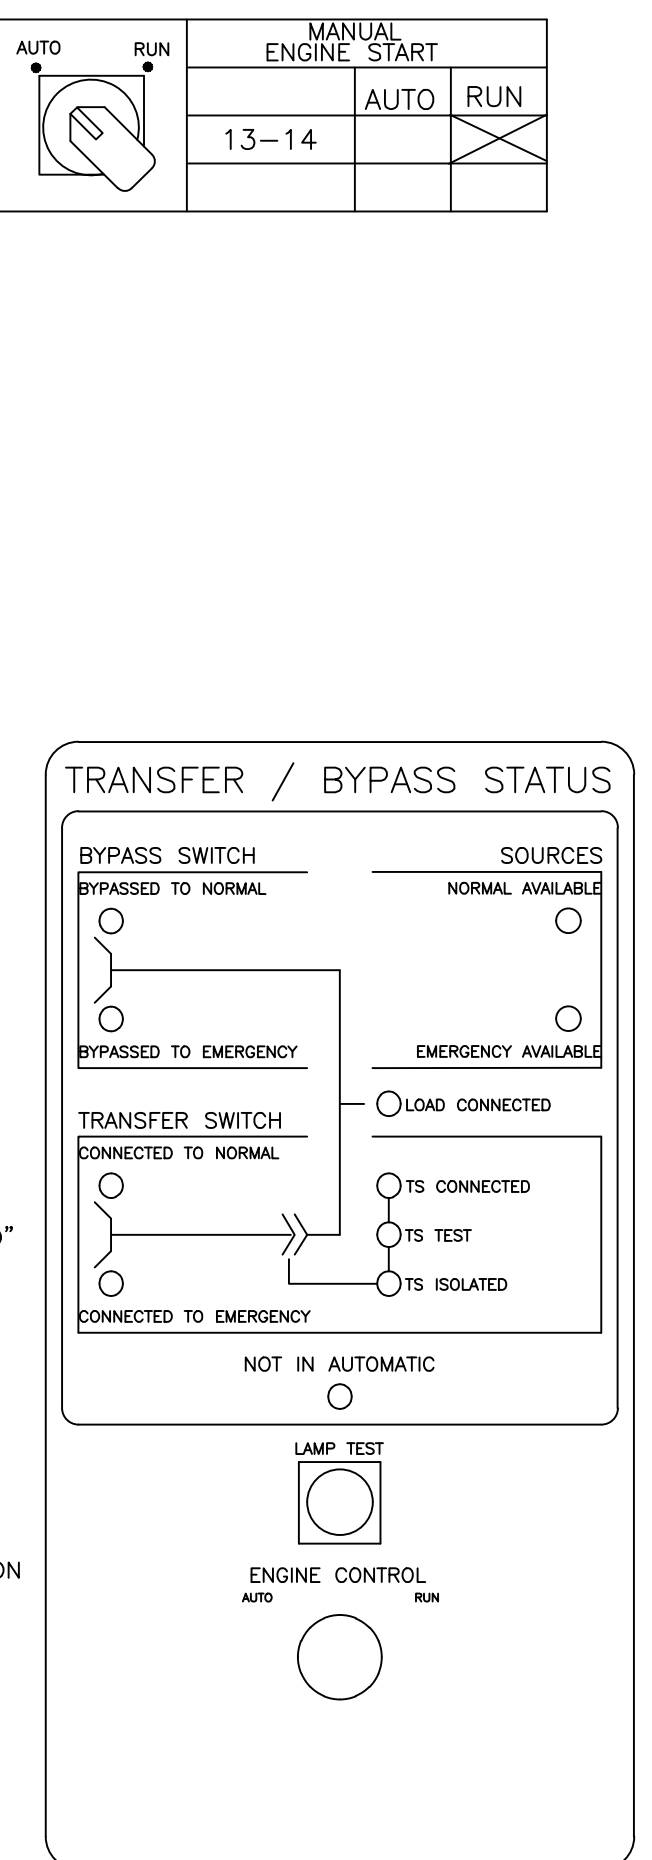 AUTO RUN
MANUAL
ENGINE START
AUTO RUN
13-14
TRANSFER / BYPASS STATUS
BYPASS SWITCH SOURCES
BYPASSED TO NORMAL NORMAL AVAILABLE
BYPASSED TO EMERGENCY EMERGENCY AVAILABLE
LOAD CONNECTED
TRANSFER SWITCH
CONNECTED TO NORMAL
TS CONNECTED
TS TEST
TS ISOLATED
CONNECTED TO EMERGENCY
NOT IN AUTOMATIC
LAMP TEST
ENGINE CONTROL
AUTO RUN